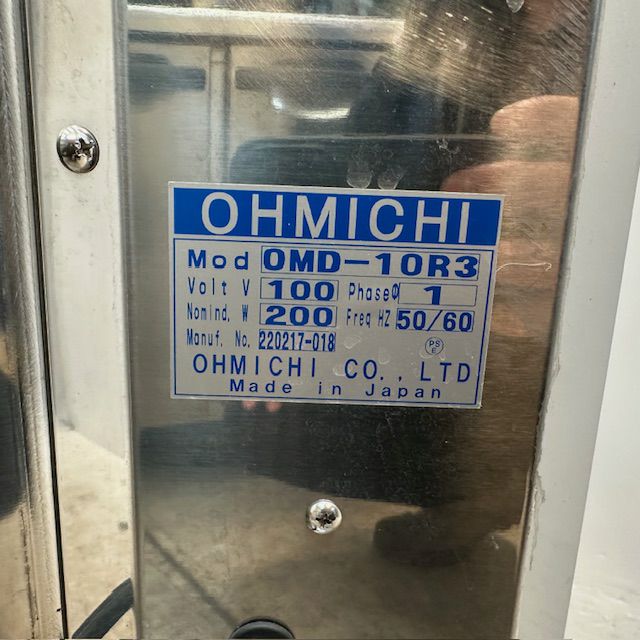 OHMICHI
Mod OMD-10R3
Volt V 100 PhaseΦ 1
Nomind. W 200 Freq HZ 50/60
Manuf. No. 220217-018 PS E
OHMICHI CO., LTD
Made in Japan